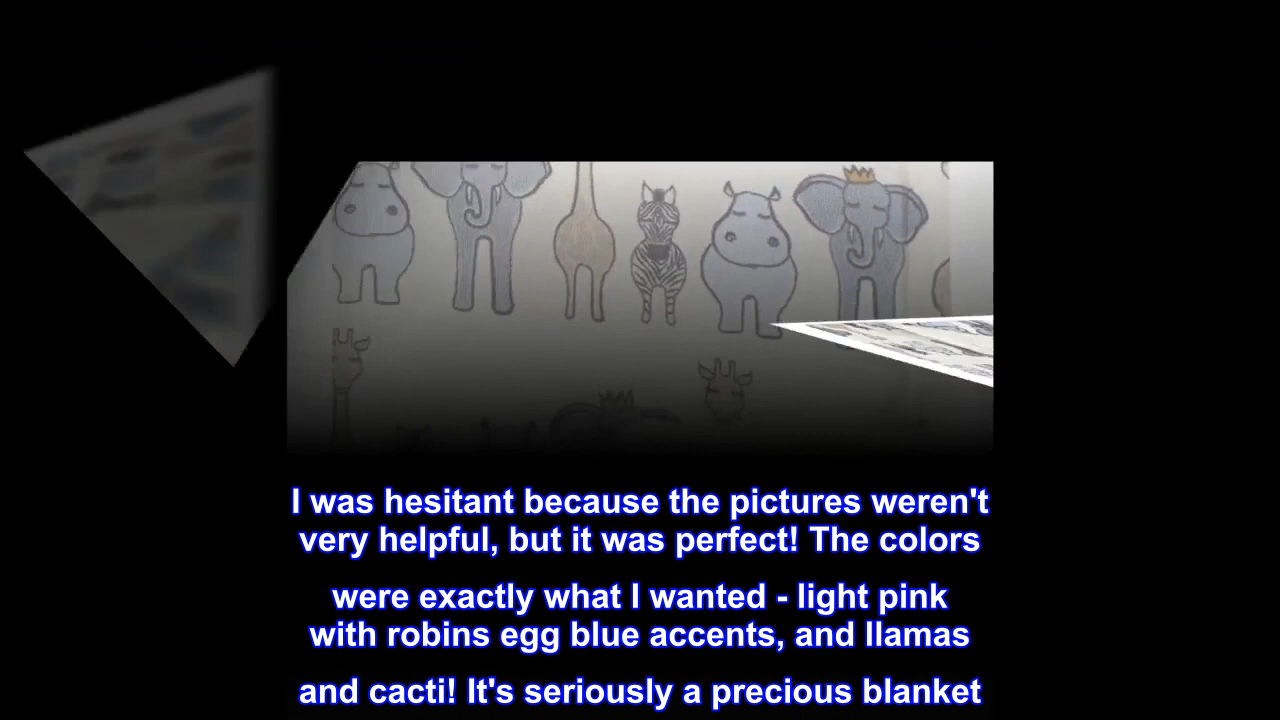 I was hesitant because the pictures weren't
very helpful, but it was perfect! The colors
were exactly what I wanted - light pink
with robins egg blue accents, and llamas
and cacti! It's seriously a precious blanket